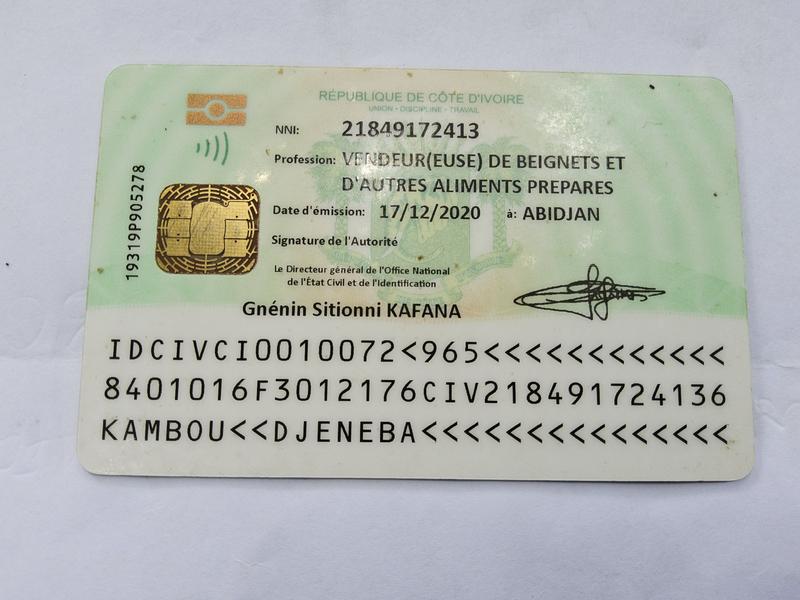 RÉPUBLIQUE DE CÔTE D'IVOIRE
UNION - DISCIPLINE - TRAVAIL
NNI: 21849172413
Profession: VENDEUR(EUSE) DE BEIGNETS ET
D'AUTRES ALIMENTS PREPARES
Date d'émission: 17/12/2020 à: ABIDJAN
Signature de l'Autorité
Le Directeur général de l'Office National
de l'État Civil et de l'Identification
Gnénin Sitionni KAFANA
19319P905278
IDCIVCI0010072<965<<<<<<<<<<<<
8401016F3012176CIV218491724136
KAMBOU<<DJENEBA<<<<<<<<<<<<<<<